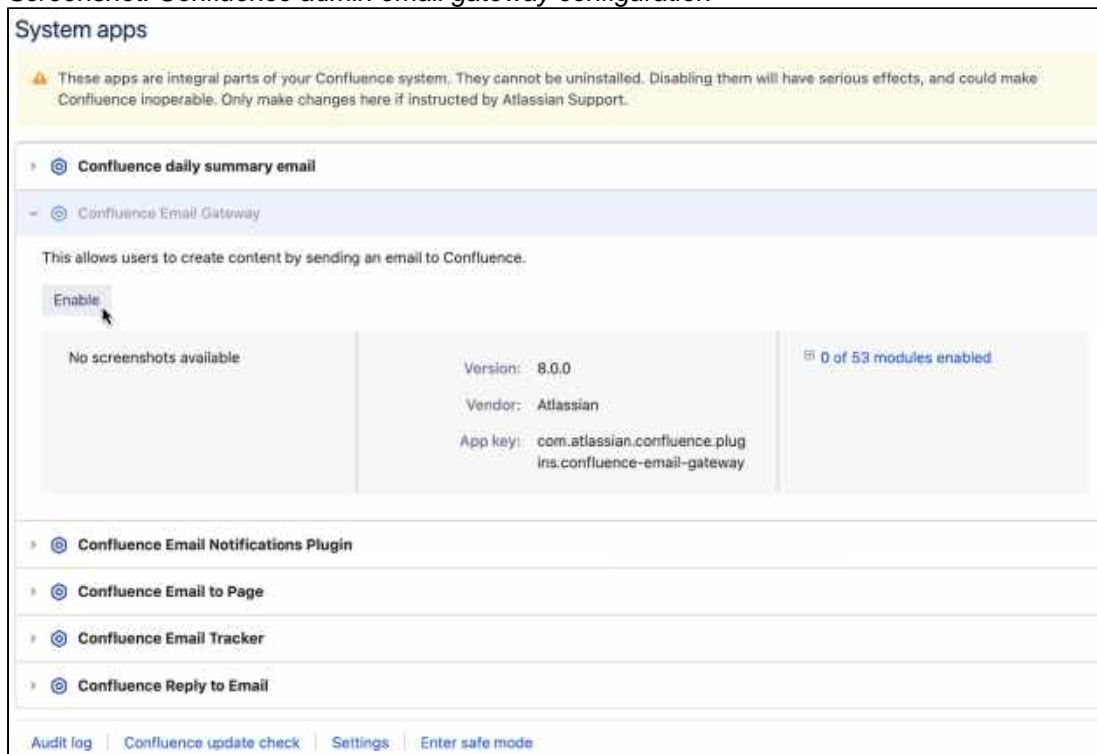 System apps
These apps are integral parts of your Confluence system. They cannot be uninstalled. Disabling them will have serious effects, and could make
Confluence inoperable. Only make changes here if instructed by Atlassian Support.
Confluence daily summary email
Confluence Email Gateway
This allows users to create content by sending an email to Confluence.
Enable
No screenshots available
Version: 8.0.0
Vendor: Atlassian
App key: com.atlassian.confluence.plug
ins.confluence-email-gateway
0 of 53 modules enabled
Confluence Email Notifications Plugin
Confluence Email to Page
Confluence Email Tracker
Confluence Reply to Email
Audit log Confluence update check Settings Enter safe mode